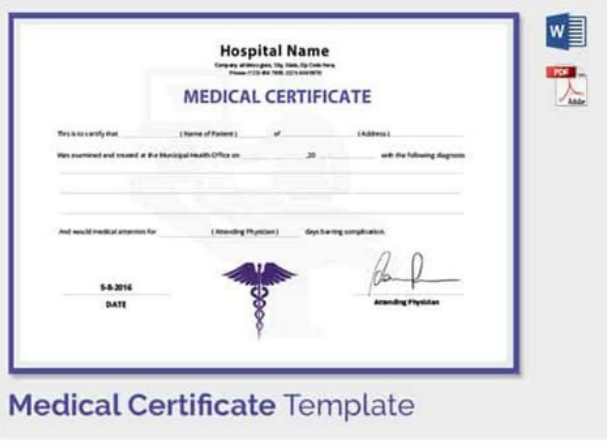 Hospital Name
MEDICAL CERTIFICATE
This is to certify that ( Name of Patient ) of ( Address )
Was examined and treated at the Municipal Health Office on ,20 with the following diagnosis
And would medical attention for ( Attending Physician ) days barring complication.
5-8-2016
DATE
Attending Physician
Medical Certificate Template
W
PDF
Adobe